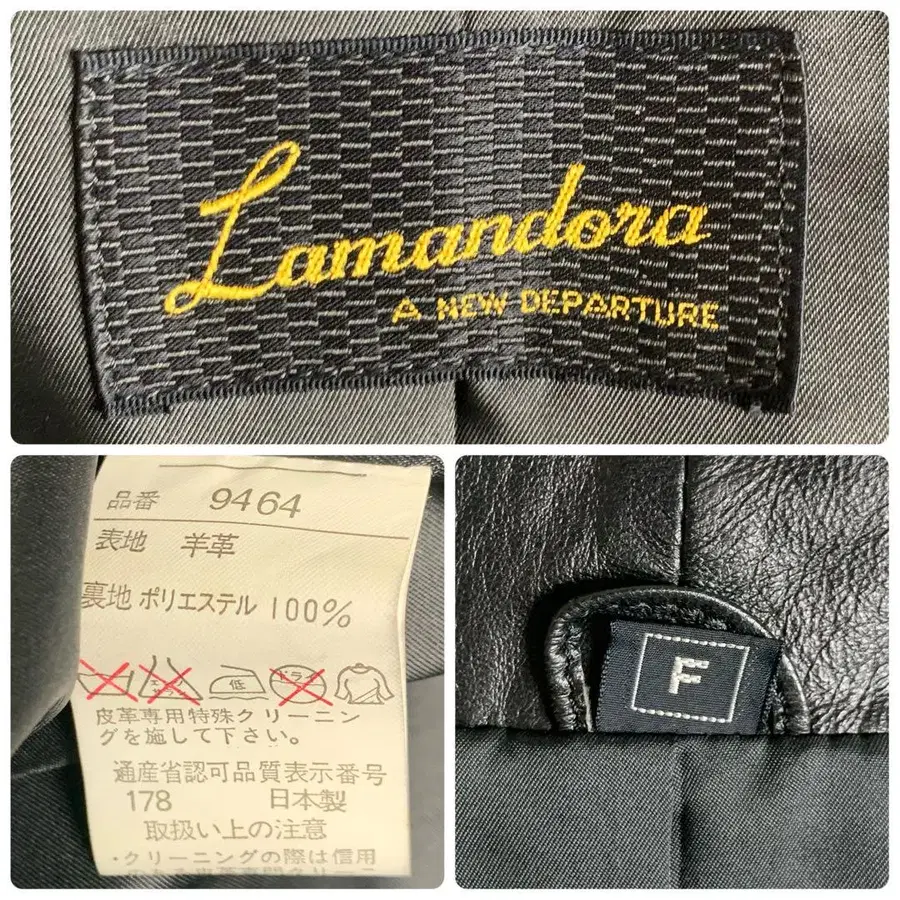 Lamandora
A NEW DEPARTURE
品番 9464
表地 羊革
裏地 ポリエステル 100%
低 ドライ
皮革専用特殊クリーニン
グを施して下さい。
通産省認可品質表示番号
178 日本製
取扱い上の注意
・クリーニングの際は信用
F